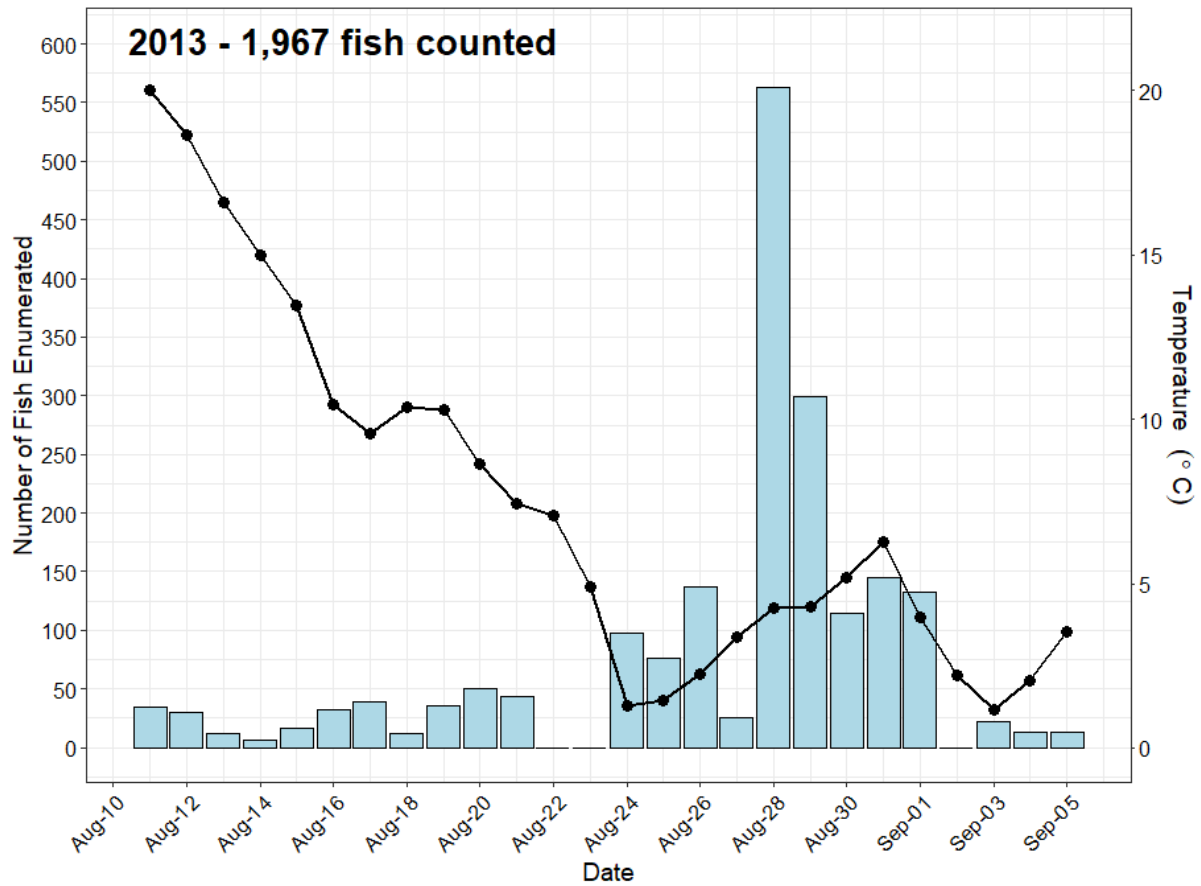 2013 - 1,967 fish counted
Number of Fish Enumerated
600
550
500
450
400
350
300
250
200
150
100
50
0
20
15
10
5
0
Temperature (°C)
Aug-10
Aug-12
Aug-14
Aug-16
Aug-18
Aug-20
Aug-22
Aug-24
Aug-26
Aug-28
Aug-30
Sep-01
Sep-03
Sep-05
Date